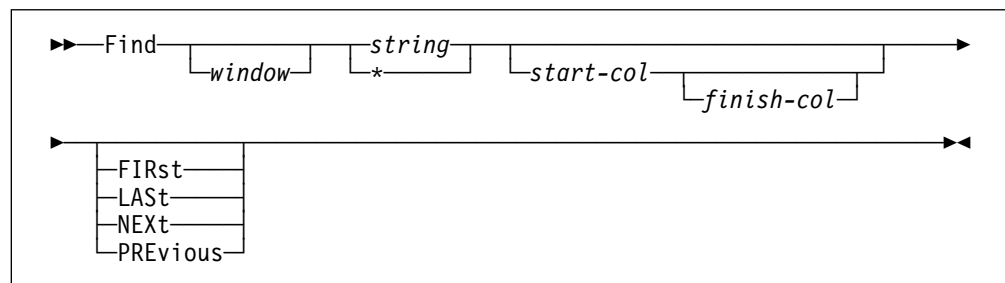 Find string start-col
window * finish-col
FIRst
LASt
NEXt
PREvious